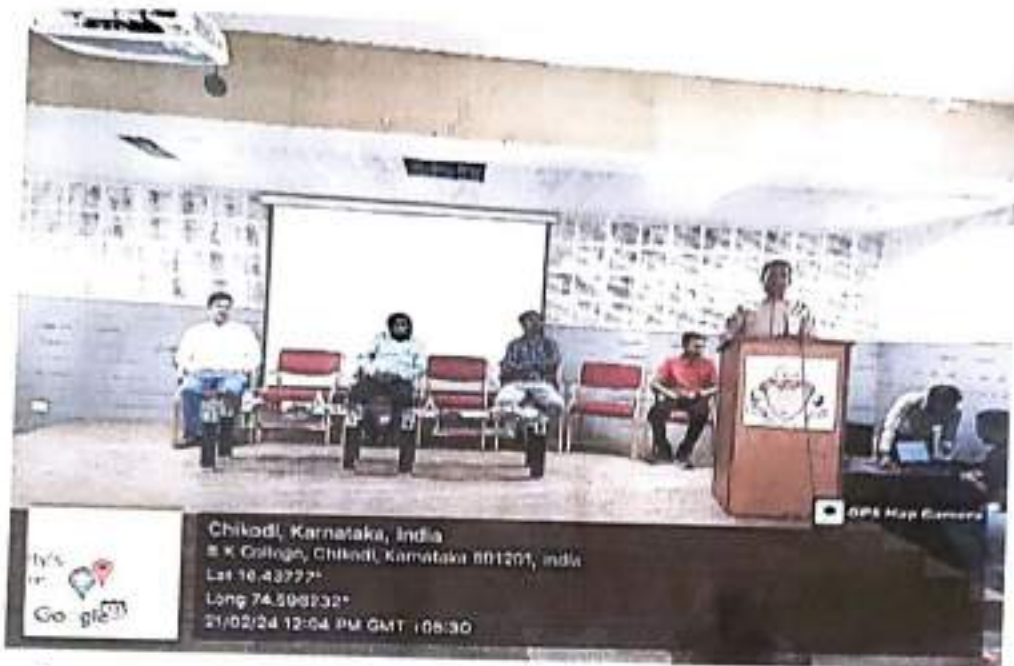 GPS Map Camera
Chikodi, Karnataka, India
B K College, Chikodi, Karnataka 591201, India
Lat 16.43777°
Long 74.596232°
21/02/24 12:04 PM GMT +05:30
Google